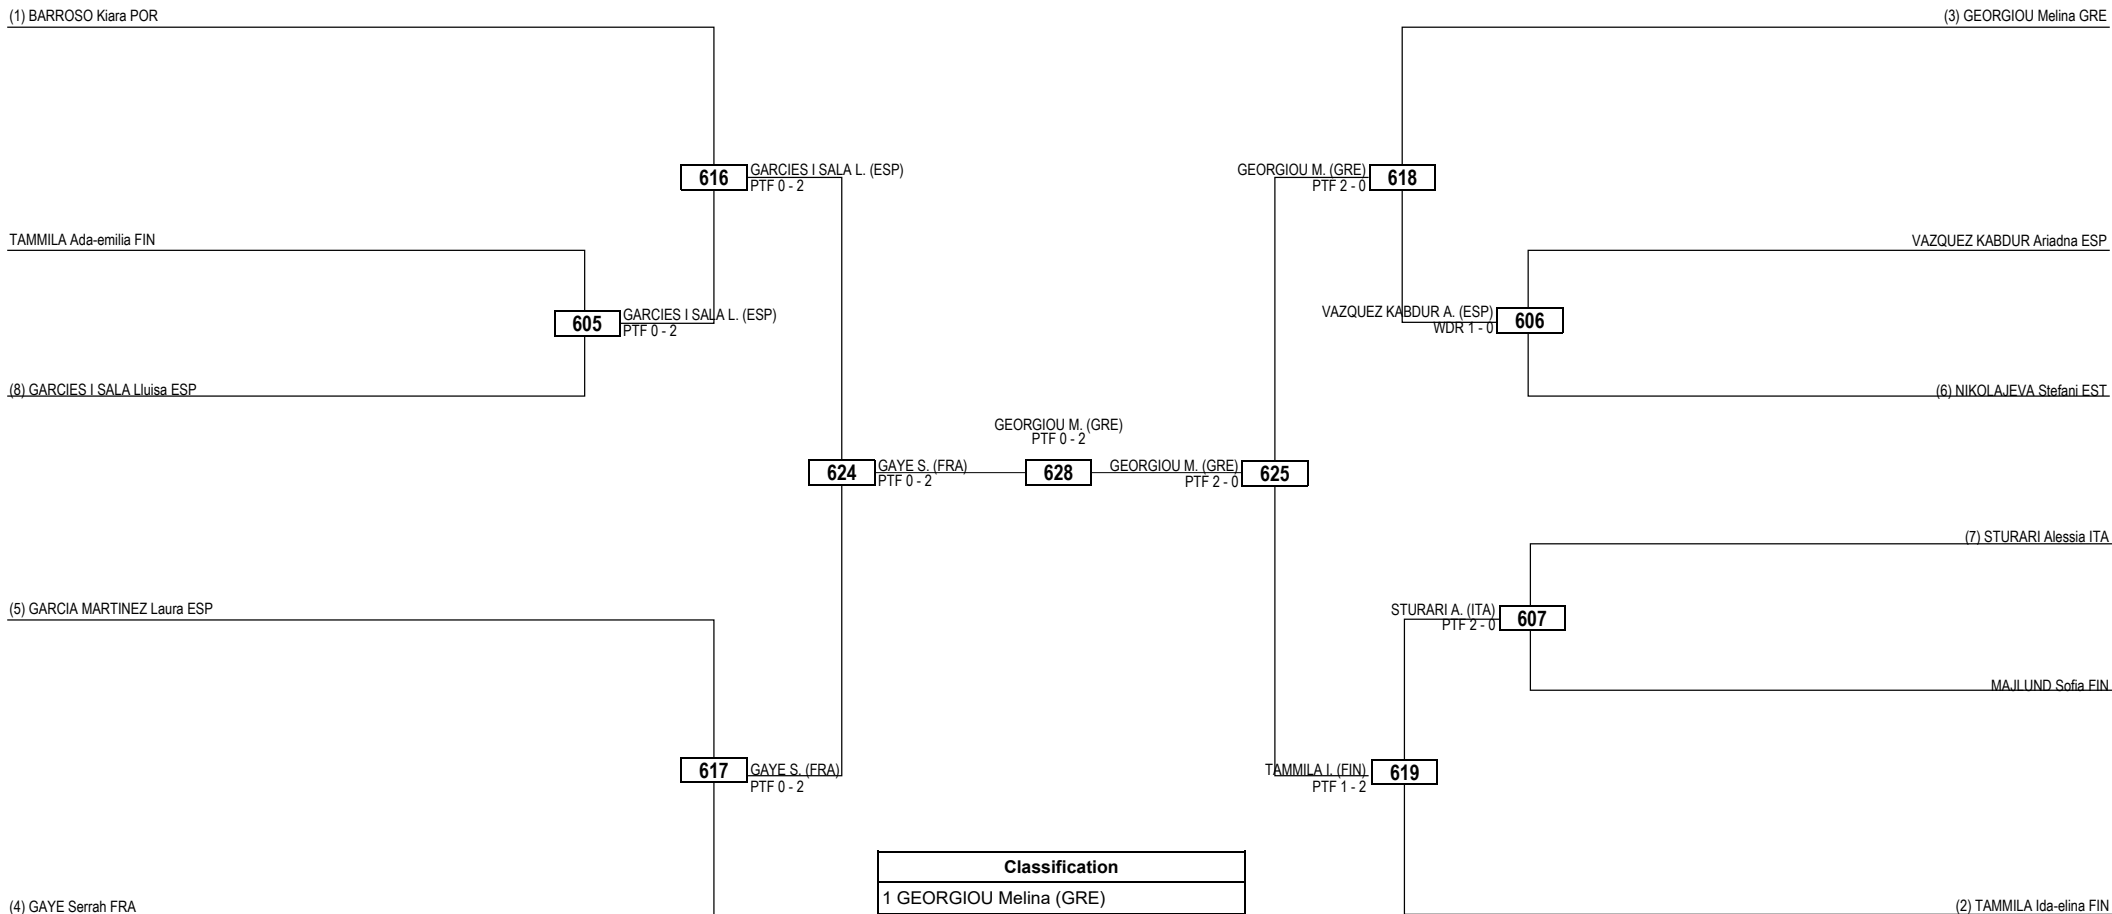 (1) BARROSO Kiara POR
(3) GEORGIOU Melina GRE
616
GARCIES I SALA L. (ESP)
PTF 0 - 2
GEORGIOU M. (GRE)
PTF 2 - 0
618
TAMMILA Ada-emilia FIN
VAZQUEZ KABDUR Ariadna ESP
605
GARCIES I SALA L. (ESP)
PTF 0 - 2
VAZQUEZ KABDUR A. (ESP)
WDR 1 - 0
606
(8) GARCIES I SALA Lluisa ESP
(6) NIKOLAJEVA Stefani EST
GEORGIOU M. (GRE)
PTF 0 - 2
624
GAYE S. (FRA)
PTF 0 - 2
628
GEORGIOU M. (GRE)
PTF 2 - 0
625
(7) STURARI Alessia ITA
(5) GARCIA MARTINEZ Laura ESP
STURARI A. (ITA)
PTF 2 - 0
607
MAJLUND Sofia FIN
617
GAYE S. (FRA)
PTF 0 - 2
TAMMILA I. (FIN)
PTF 1 - 2
619
Classification
1 GEORGIOU Melina (GRE)
(4) GAYE Serrah FRA
(2) TAMMILA Ida-elina FIN